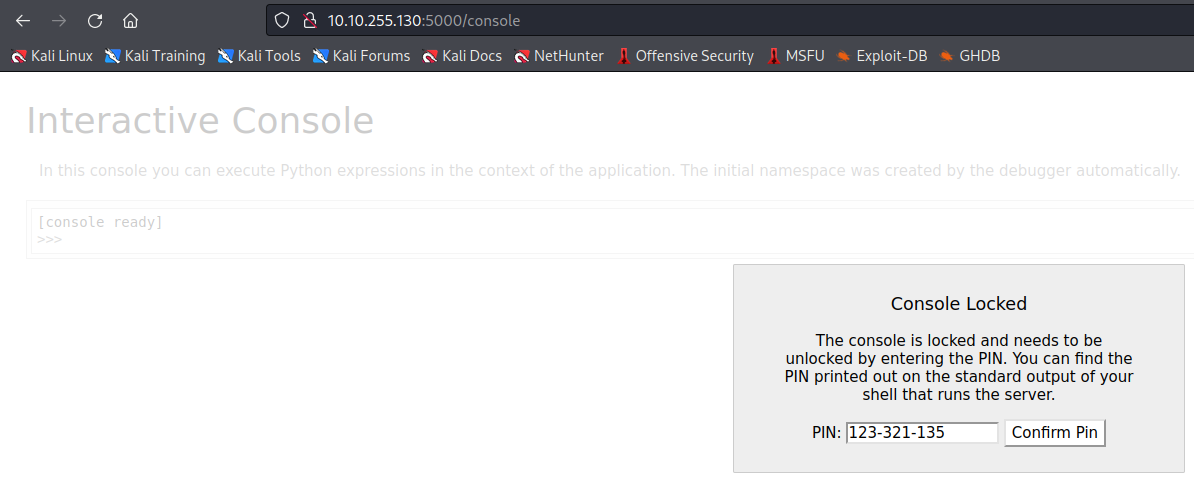 10.10.255.130:5000/console
Kali Linux Kali Training Kali Tools Kali Forums Kali Docs NetHunter Offensive Security MSFU Exploit-DB GHDB
Interactive Console
In this console you can execute Python expressions in the context of the application. The initial namespace was created by the debugger automatically.
[console ready]
>>>
Console Locked
The console is locked and needs to be
unlocked by entering the PIN. You can find the
PIN printed out on the standard output of your
shell that runs the server.
PIN: 123-321-135 Confirm Pin